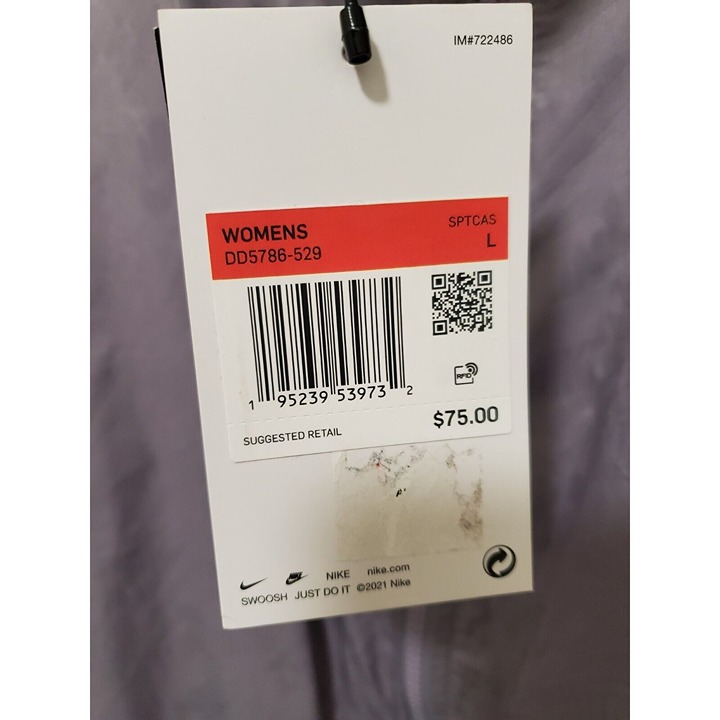 IM#722486
WOMENS SPTCAS
DD5786-529 L
RFID
1 95239 53973 2
$75.00
SUGGESTED RETAIL
NIKE nike.com
SWOOSH JUST DO IT ©2021 Nike